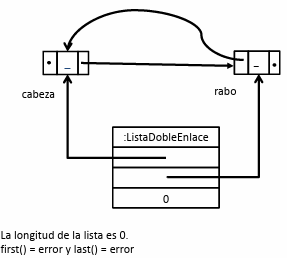 cabeza
rabo
:ListaDobleEnlace
0
La longitud de la lista es 0.
first() = error y last() = error